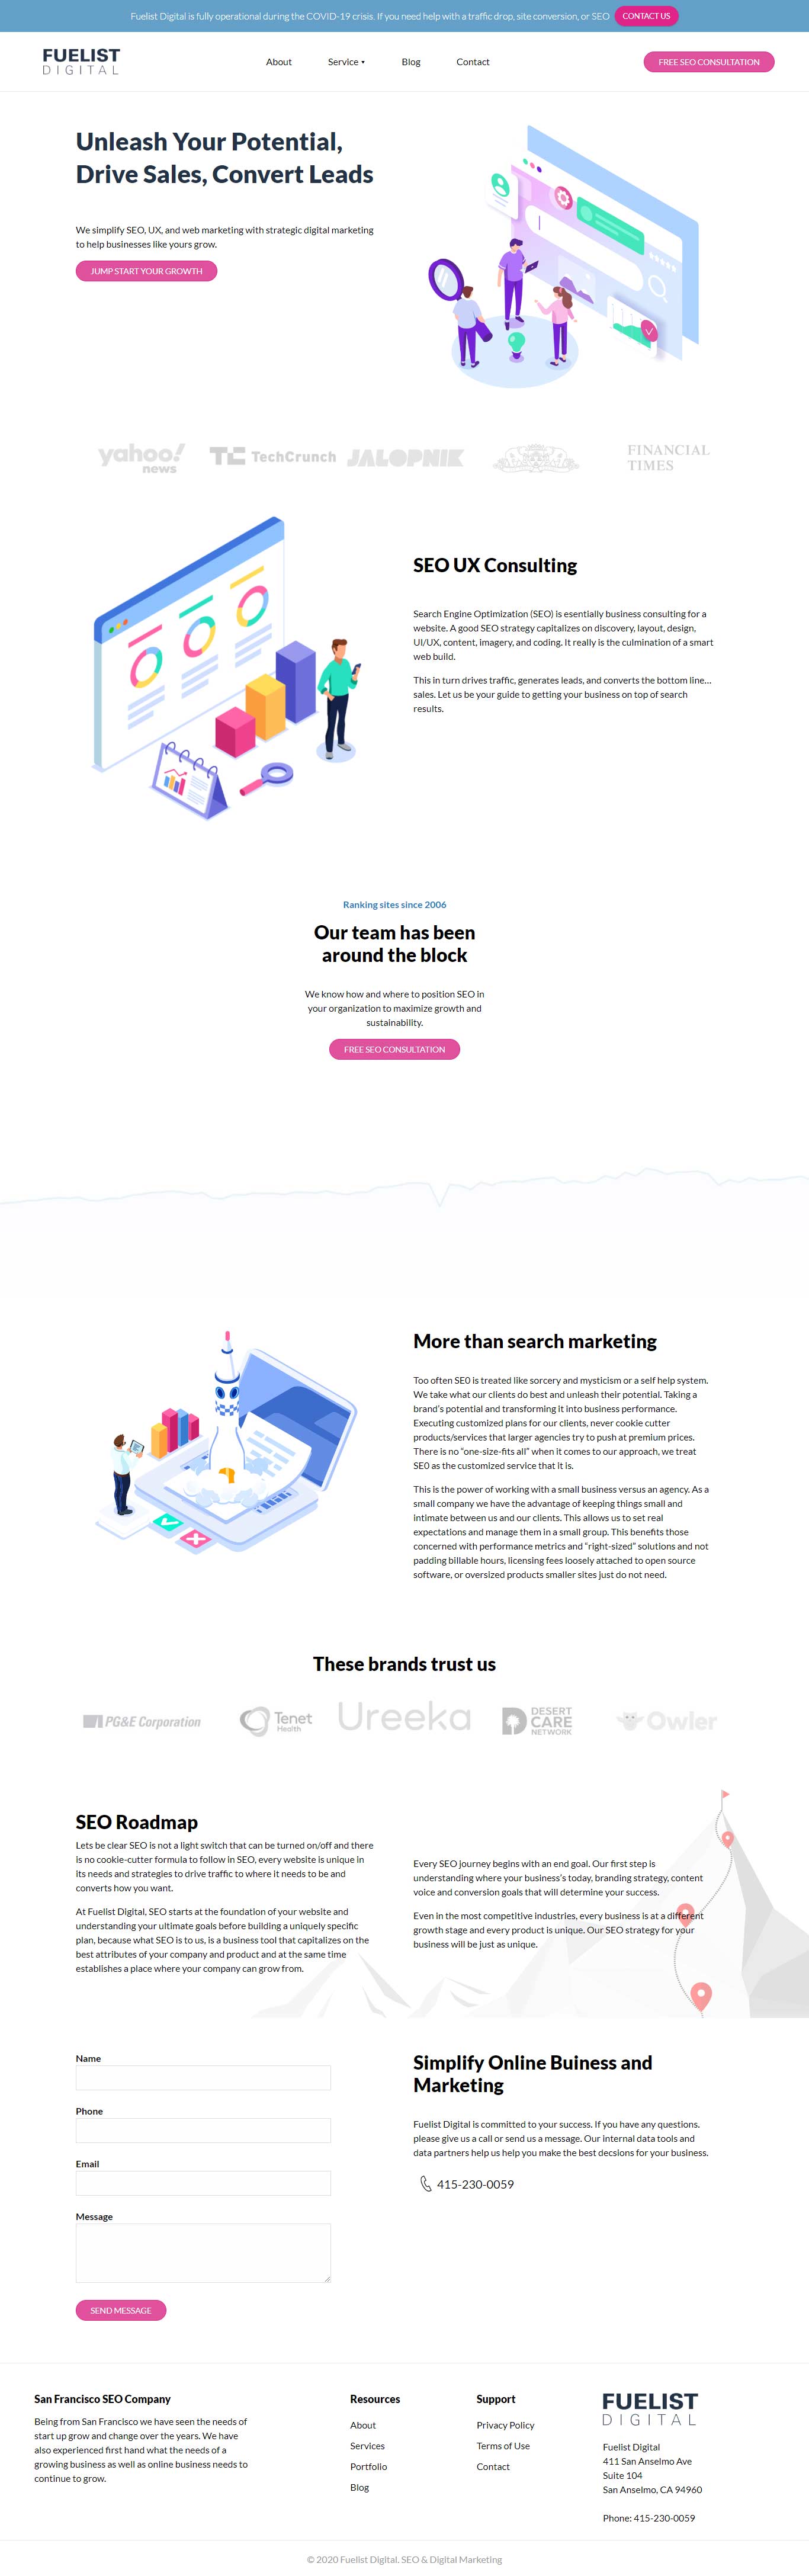 Fuelist Digital is fully operational during the COVID-19 crisis. If you need help with a traffic drop, site conversion, or SEO CONTACT US
FUELIST
DIGITAL
About Service Blog Contact
FREE SEO CONSULTATION
Unleash Your Potential,
Drive Sales, Convert Leads
We simplify SEO, UX, and web marketing with strategic digital marketing
to help businesses like yours grow.
JUMP START YOUR GROWTH
yahoo!
news
TC TechCrunch
JALOPNIK
FINANCIAL
TIMES
SEO UX Consulting
Search Engine Optimization (SEO) is esentially business consulting for a
website. A good SEO strategy capitalizes on discovery, layout, design,
UI/UX, content, imagery, and coding. It really is the culmination of a smart
web build.
This in turn drives traffic, generates leads, and converts the bottom line...
sales. Let us be your guide to getting your business on top of search
results.
Ranking sites since 2006
Our team has been
around the block
We know how and where to position SEO in
your organization to maximize growth and
sustainability.
FREE SEO CONSULTATION
More than search marketing
Too often SE0 is treated like sorcery and mysticism or a self help system.
We take what our clients do best and unleash their potential. Taking a
brand's potential and transforming it into business performance.
Executing customized plans for our clients, never cookie cutter
products/services that larger agencies try to push at premium prices.
There is no "one-size-fits all" when it comes to our approach, we treat
SE0 as the customized service that it is.
This is the power of working with a small business versus an agency. As a
small company we have the advantage of keeping things small and
intimate between us and our clients. This allows us to set real
expectations and manage them in a small group. This benefits those
concerned with performance metrics and "right-sized" solutions and not
padding billable hours, licensing fees loosely attached to open source
software, or oversized products smaller sites just do not need.
These brands trust us
PG&E Corporation
Tenet
Health
Ureeka
DESERT
CARE
NETWORK
Owler
SEO Roadmap
Lets be clear SEO is not a light switch that can be turned on/off and there
is no cookie-cutter formula to follow in SEO, every website is unique in
its needs and strategies to drive traffic to where it needs to be and
converts how you want.
At Fuelist Digital, SEO starts at the foundation of your website and
understanding your ultimate goals before building a uniquely specific
plan, because what SEO is to us, is a business tool that capitalizes on the
best attributes of your company and product and at the same time
establishes a place where your company can grow from.
Every SEO journey begins with an end goal. Our first step is
understanding where your business's today, branding strategy, content
voice and conversion goals that will determine your success.
Even in the most competitive industries, every business is at a different
growth stage and every product is unique. Our SEO strategy for your
business will be just as unique.
Name
Phone
Email
Message
SEND MESSAGE
Simplify Online Buiness and
Marketing
Fuelist Digital is committed to your success. If you have any questions.
please give us a call or send us a message. Our internal data tools and
data partners help us help you make the best decsions for your business.
415-230-0059
San Francisco SEO Company
Being from San Francisco we have seen the needs of
start up grow and change over the years. We have
also experienced first hand what the needs of a
growing business as well as online business needs to
continue to grow.
Resources
About
Services
Portfolio
Blog
Support
Privacy Policy
Terms of Use
Contact
FUELIST
DIGITAL
Fuelist Digital
411 San Anselmo Ave
Suite 104
San Anselmo, CA 94960
Phone: 415-230-0059
© 2020 Fuelist Digital. SEO & Digital Marketing